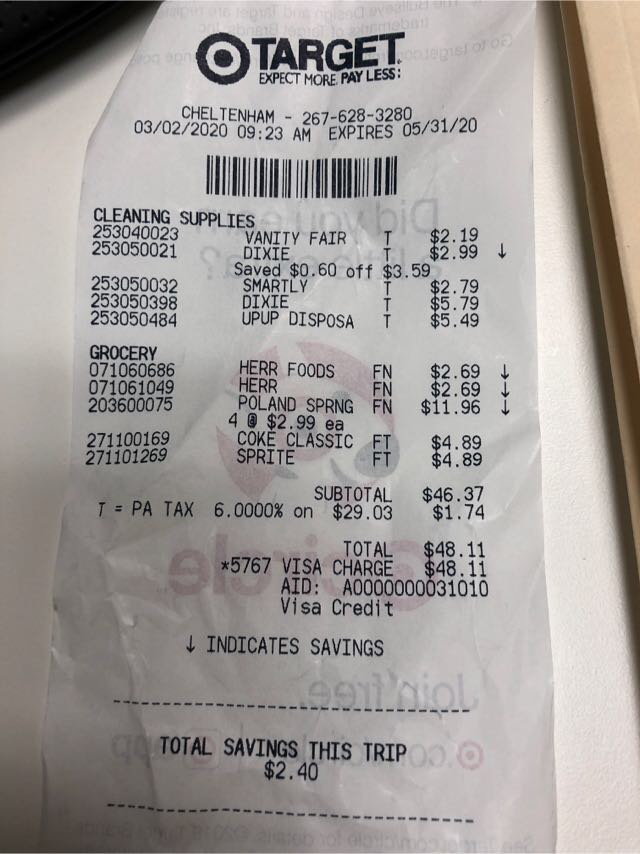 TARGET
EXPECT MORE. PAY LESS.
CHELTENHAM - 267-628-3280
03/02/2020 09:23 AM EXPIRES 05/31/20
CLEANING SUPPLIES
253040023 VANITY FAIR T $2.19
253050021 DIXIE T $2.99 ↓
Saved $0.60 off $3.59
253050032 SMARTLY T $2.79
253050398 DIXIE T $5.79
253050484 UPUP DISPOSA T $5.49
GROCERY
071060686 HERR FOODS FN $2.69 ↓
071061049 HERR FN $2.69 ↓
203600075 POLAND SPRNG FN $11.96 ↓
4 @ $2.99 ea
271100169 COKE CLASSIC FT $4.89
271101269 SPRITE FT $4.89
SUBTOTAL $46.37
T = PA TAX 6.0000% on $29.03 $1.74
TOTAL $48.11
*5767 VISA CHARGE $48.11
AID: A0000000031010
Visa Credit
↓ INDICATES SAVINGS
TOTAL SAVINGS THIS TRIP
$2.40